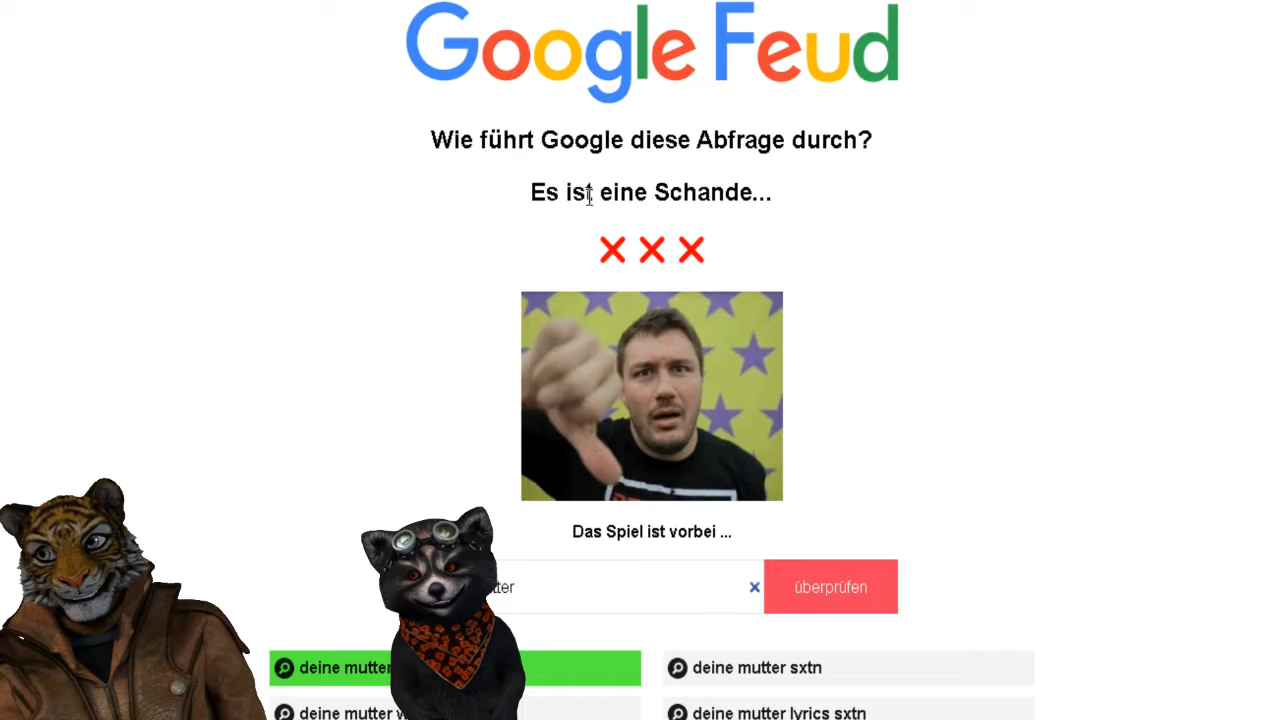 Google Feud
Wie führt Google diese Abfrage durch?
Es ist eine Schande...
Das Spiel ist vorbei ...
überprüfen
deine mutter
deine mutter sxtn
deine mutter
deine mutter lyrics sxtn